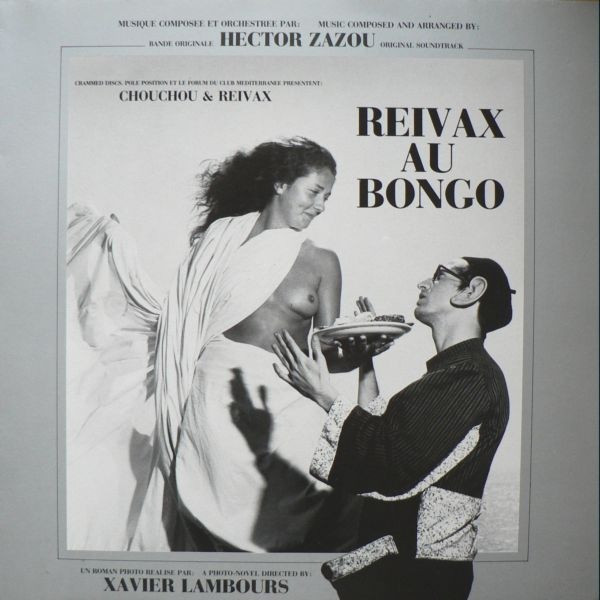 MUSIQUE COMPOSEE ET ORCHESTREE PAR: MUSIC COMPOSED AND ARRANGED BY:
BANDE ORIGINALE HECTOR ZAZOU ORIGINAL SOUNDTRACK
CRAMMED DISCS, POLE POSITION ET LE FORUM DU CLUB MEDITERRANEE PRESENTENT:
CHOUCHOU & REIVAX
REIVAX
AU
BONGO
UN ROMAN PHOTO REALISE PAR: A PHOTO-NOVEL DIRECTED BY:
XAVIER LAMBOURS